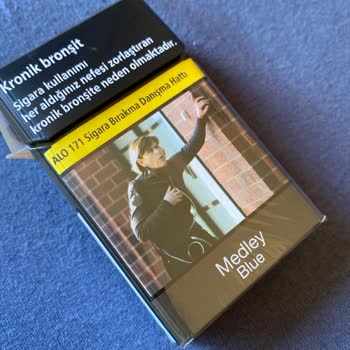 Kronik bronşit
Sigara kullanımı
her aldığınız nefesi zorlaştıran
kronik bronşite neden olmaktadır.
ALO 171 Sigara Bırakma Danışma Hattı
Medley
Blue